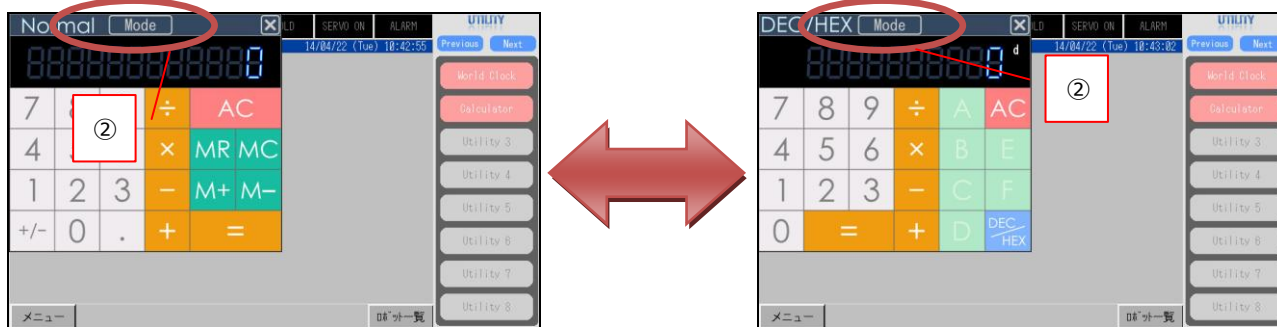 Normal Mode ×
LD SERVO ON ALARM
UTILITY
14/04/22 (Tue) 10:42:55
Previous Next
0
World Clock
Calculator
Utility 3
Utility 4
Utility 5
Utility 6
Utility 7
Utility 8
7 ÷ AC
②
4 × MR MC
1 2 3 − M+ M−
+/- 0 . + =
メニュー
ロボット一覧
DEC/HEX Mode ×
LD SERVO ON ALARM
UTILITY
14/04/22 (Tue) 10:43:02
Previous Next
0 d
World Clock
Calculator
Utility 3
Utility 4
Utility 5
Utility 6
Utility 7
Utility 8
②
7 8 9 ÷ A AC
4 5 6 × B E
1 2 3 − C F
0 = + D DEC/HEX
メニュー
ロボット一覧